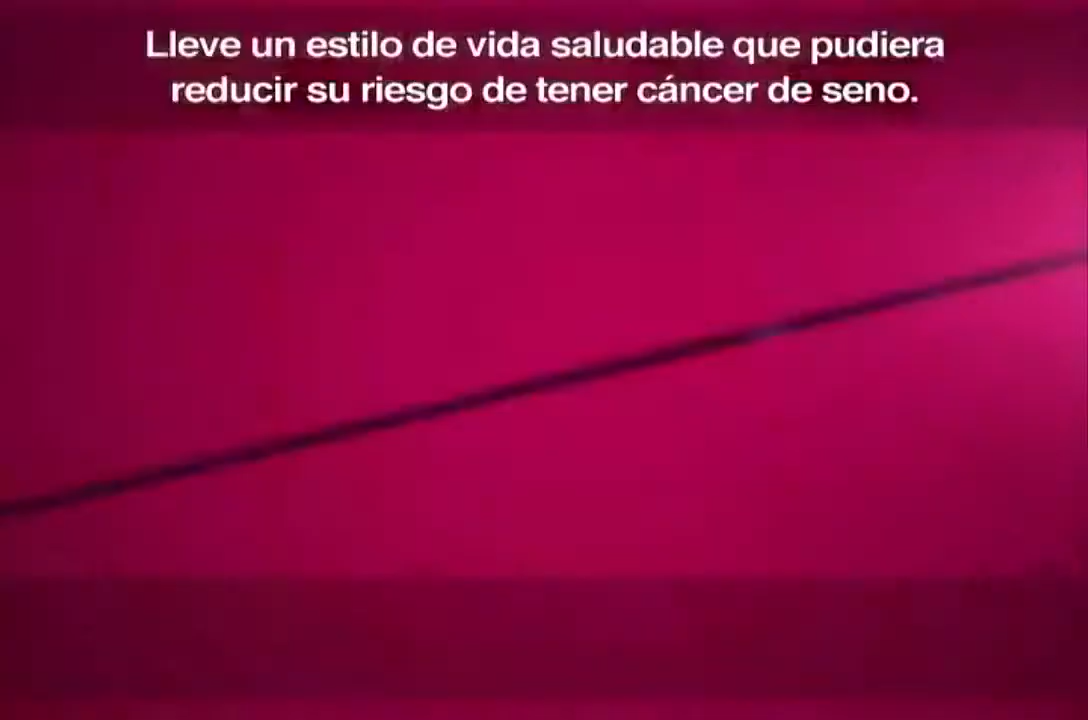 Lleve un estilo de vida saludable que pudiera
reducir su riesgo de tener cáncer de seno.